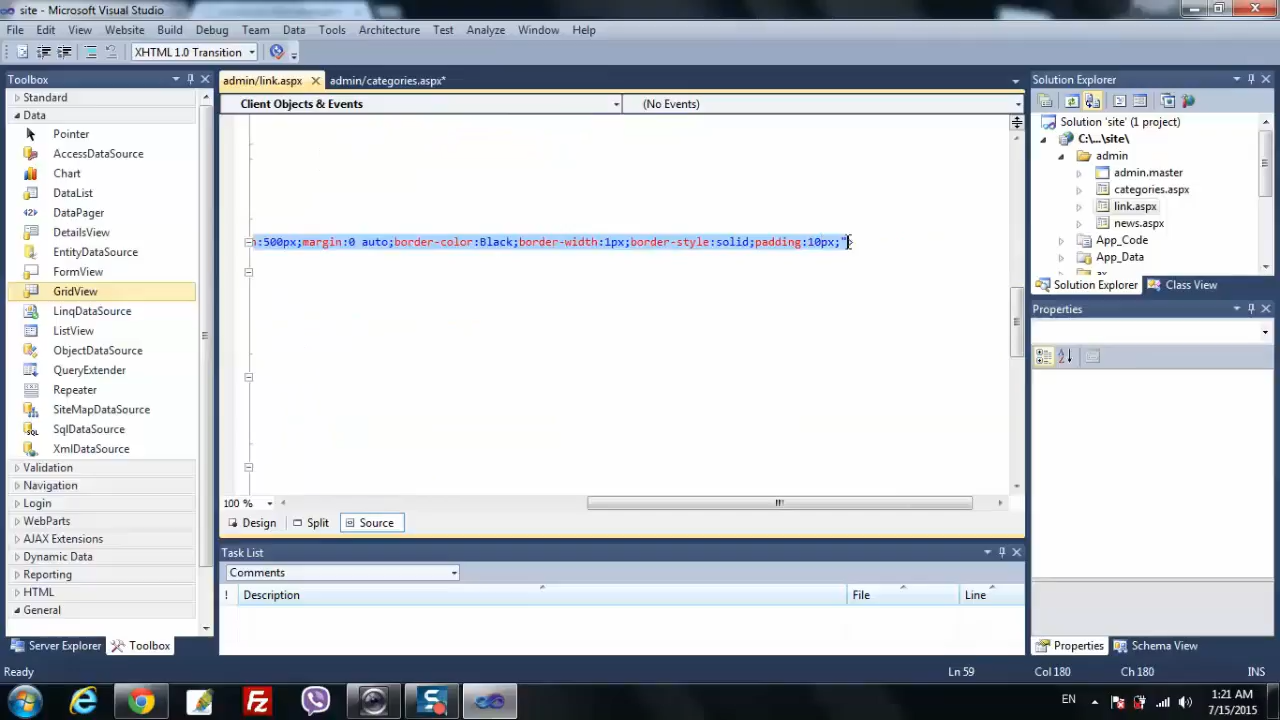 site - Microsoft Visual Studio
File Edit View Website Build Debug Team Data Tools Architecture Test Analyze Window Help
XHTML 1.0 Transition
Toolbox
Standard
Data
Pointer
AccessDataSource
Chart
DataList
DataPager
DetailsView
EntityDataSource
FormView
GridView
LinqDataSource
ListView
ObjectDataSource
QueryExtender
Repeater
SiteMapDataSource
SqlDataSource
XmlDataSource
Validation
Navigation
Login
WebParts
AJAX Extensions
Dynamic Data
Reporting
HTML
General
Server Explorer Toolbox
admin/link.aspx admin/categories.aspx*
Client Objects & Events (No Events)
:500px;margin:0 auto;border-color:Black;border-width:1px;border-style:solid;padding:10px;">
100 %
Design Split Source
Task List
Comments
! Description File Line
Solution Explorer
Solution 'site' (1 project)
C:\...\site\
admin
admin.master
categories.aspx
link.aspx
news.aspx
App_Code
App_Data
Solution Explorer Class View
Properties
Properties Schema View
Ready Ln 59 Col 180 Ch 180 INS
EN 1:21 AM
7/15/2015